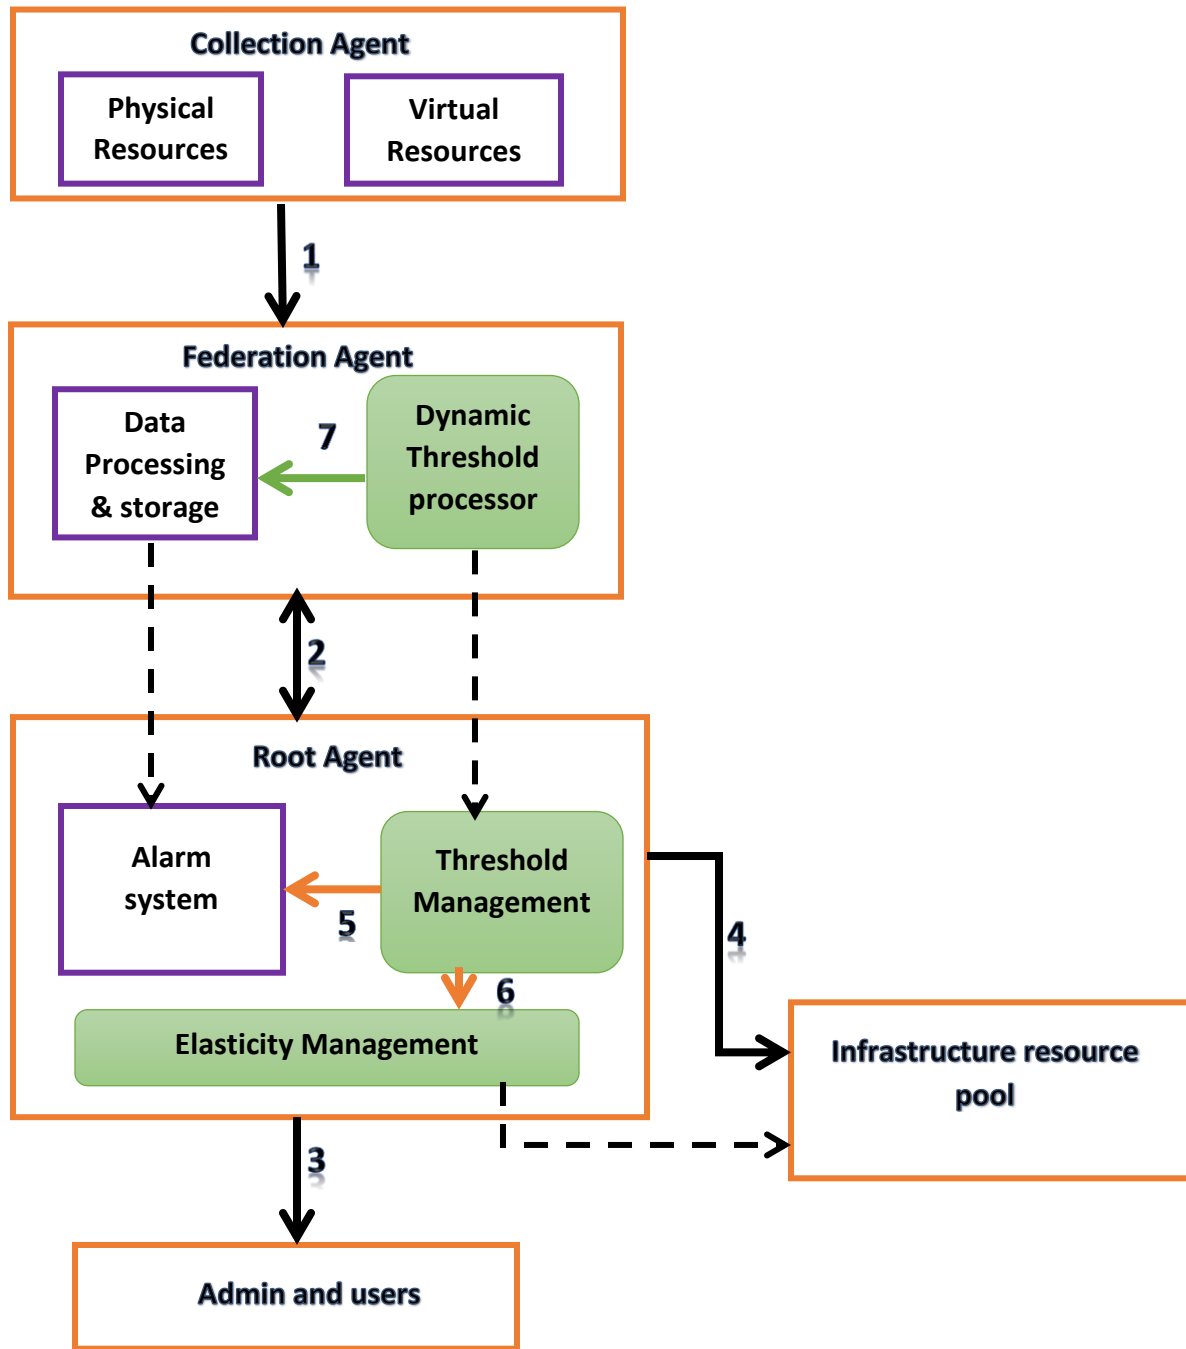 Collection Agent
Physical
Resources
Virtual
Resources
1
Federation Agent
Data
Processing
& storage
7
Dynamic
Threshold
processor
2
Root Agent
Alarm
system
5
Threshold
Management
4
6
Elasticity Management
Infrastructure resource
pool
3
Admin and users